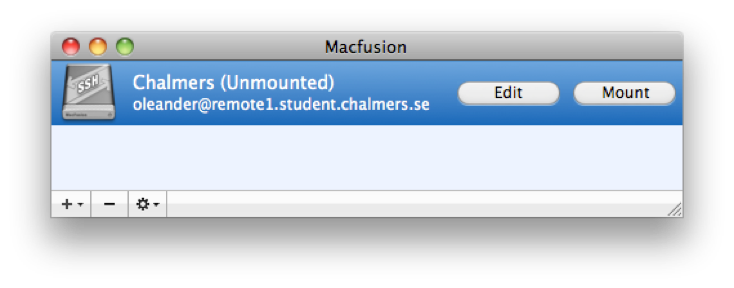 Macfusion
SSH
Chalmers (Unmounted)
oleander@remote1.student.chalmers.se
Edit
Mount